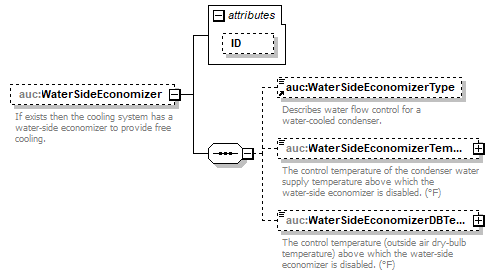 attributes
ID
auc:WaterSideEconomizer
If exists then the cooling system has a
water-side economizer to provide free
cooling.
auc:WaterSideEconomizerType
Describes water flow control for a
water-cooled condenser.
auc:WaterSideEconomizerTem...
The control temperature of the condenser water
supply temperature above which the
water-side economizer is disabled. (°F)
auc:WaterSideEconomizerDBTe...
The control temperature (outside air dry-bulb
temperature) above which the water-side
economizer is disabled. (°F)